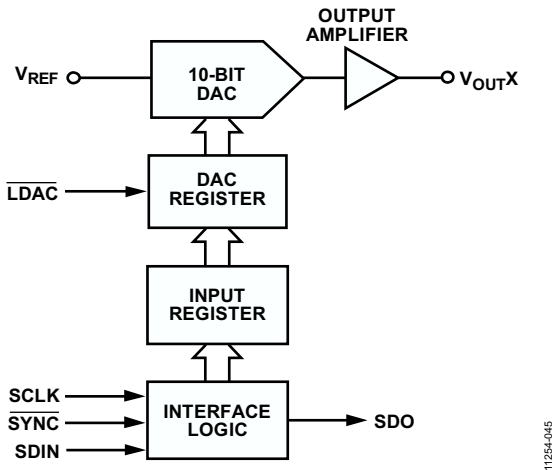 OUTPUT
AMPLIFIER
VREF
10-BIT
DAC
VOUTX
LDAC
DAC
REGISTER
INPUT
REGISTER
SCLK
SYNC
SDIN
INTERFACE
LOGIC
SDO
11254-045